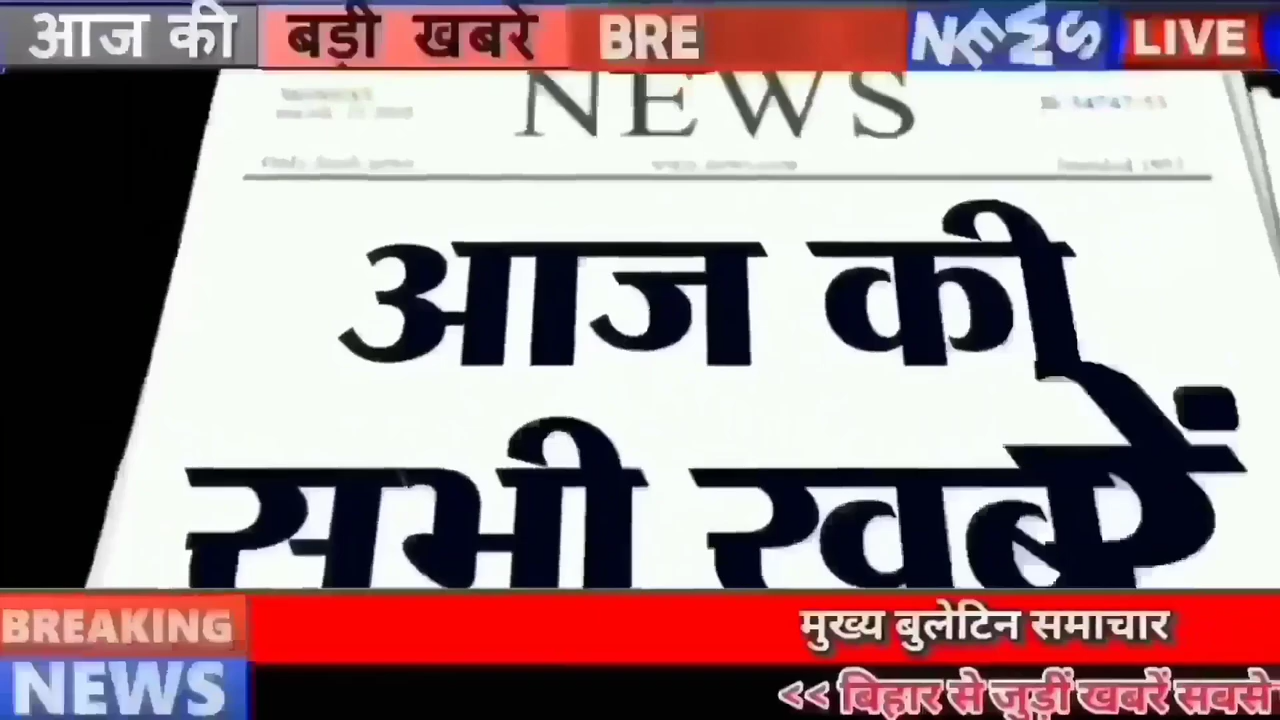 आज की बड़ी खबरे BRE NEWS LIVE
NEWS
आज की
सभी खबरें
BREAKING
NEWS
मुख्य बुलेटिन समाचार
<< बिहार से जुड़ीं खबरें सबसे